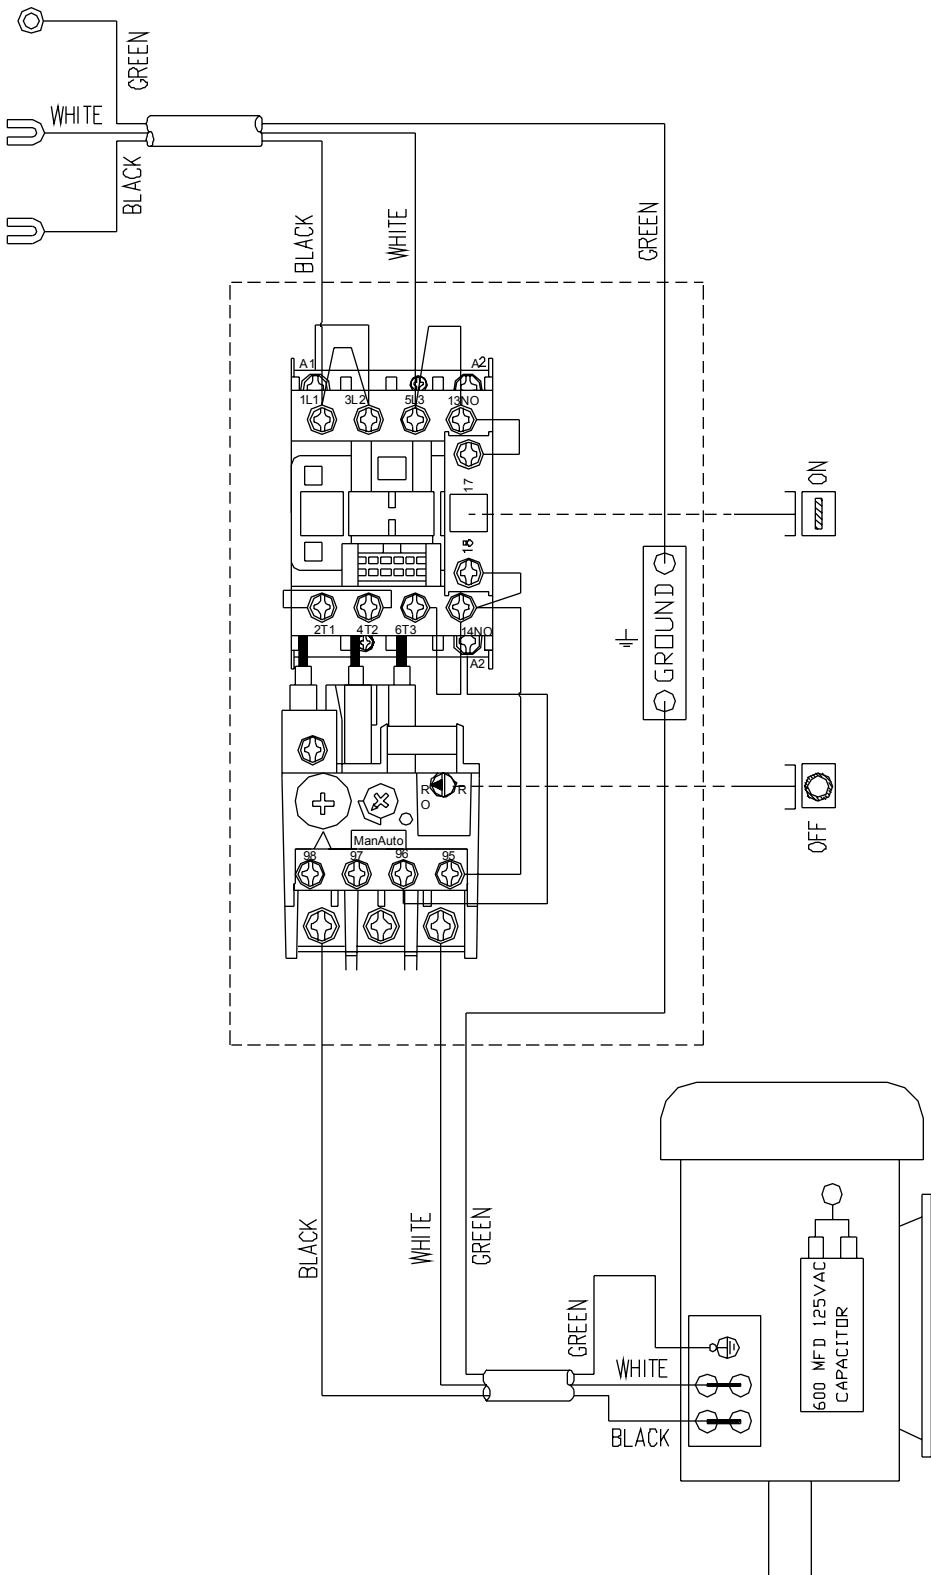 GREEN
WHITE
BLACK
BLACK
WHITE
GREEN
A1
A2
1L1
3L2
5L3
13NO
17
18
ON
2T1
4T2
6T3
14NO
A2
GROUND
R
R
O
OFF
ManAuto
98
97
96
95
BLACK
WHITE
GREEN
GREEN
WHITE
BLACK
600 MFD 125VAC
CAPACITOR